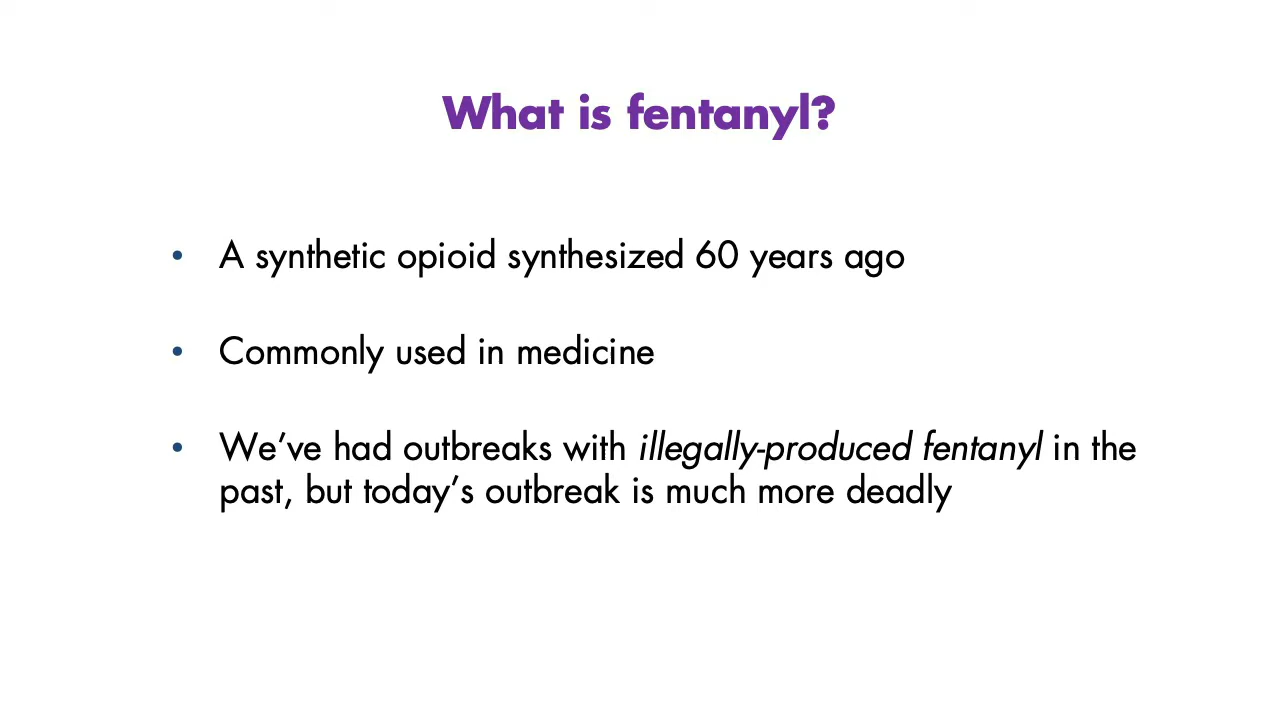 What is fentanyl?
• A synthetic opioid synthesized 60 years ago
• Commonly used in medicine
• We’ve had outbreaks with illegally-produced fentanyl in the
past, but today’s outbreak is much more deadly